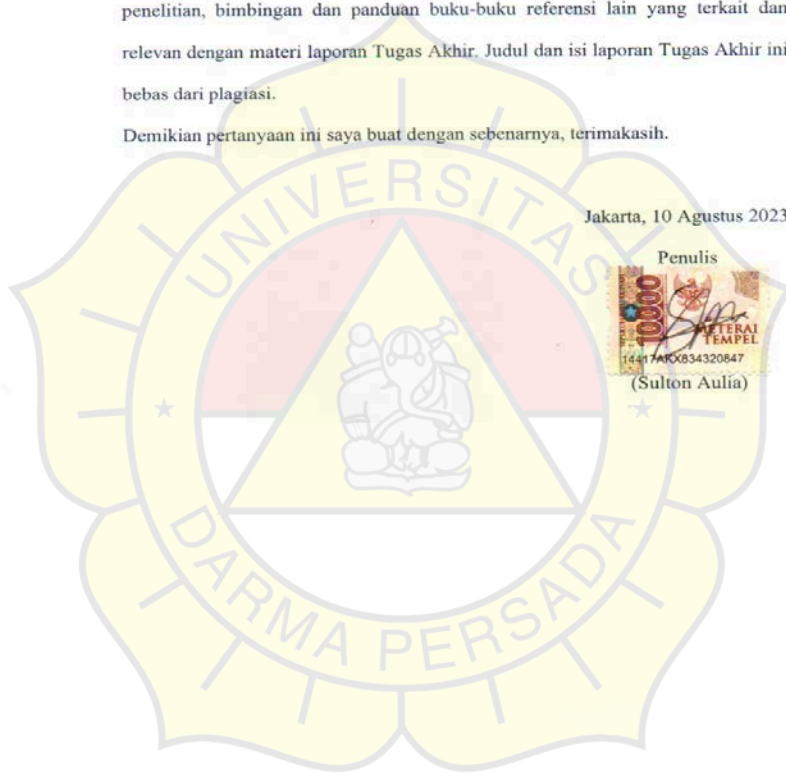 penelitian, bimbingan dan panduan buku-buku referensi lain yang terkait dan
relevan dengan materi laporan Tugas Akhir. Judul dan isi laporan Tugas Akhir ini
bebas dari plagiasi.
Demikian pertanyaan ini saya buat dengan sebenarnya, terimakasih.
UNIVERSITAS
Jakarta, 10 Agustus 2023
Penulis
10000
METERAI
TEMPEL
14417AKX834320847
(Sulton Aulia)
DARMA PERSADA